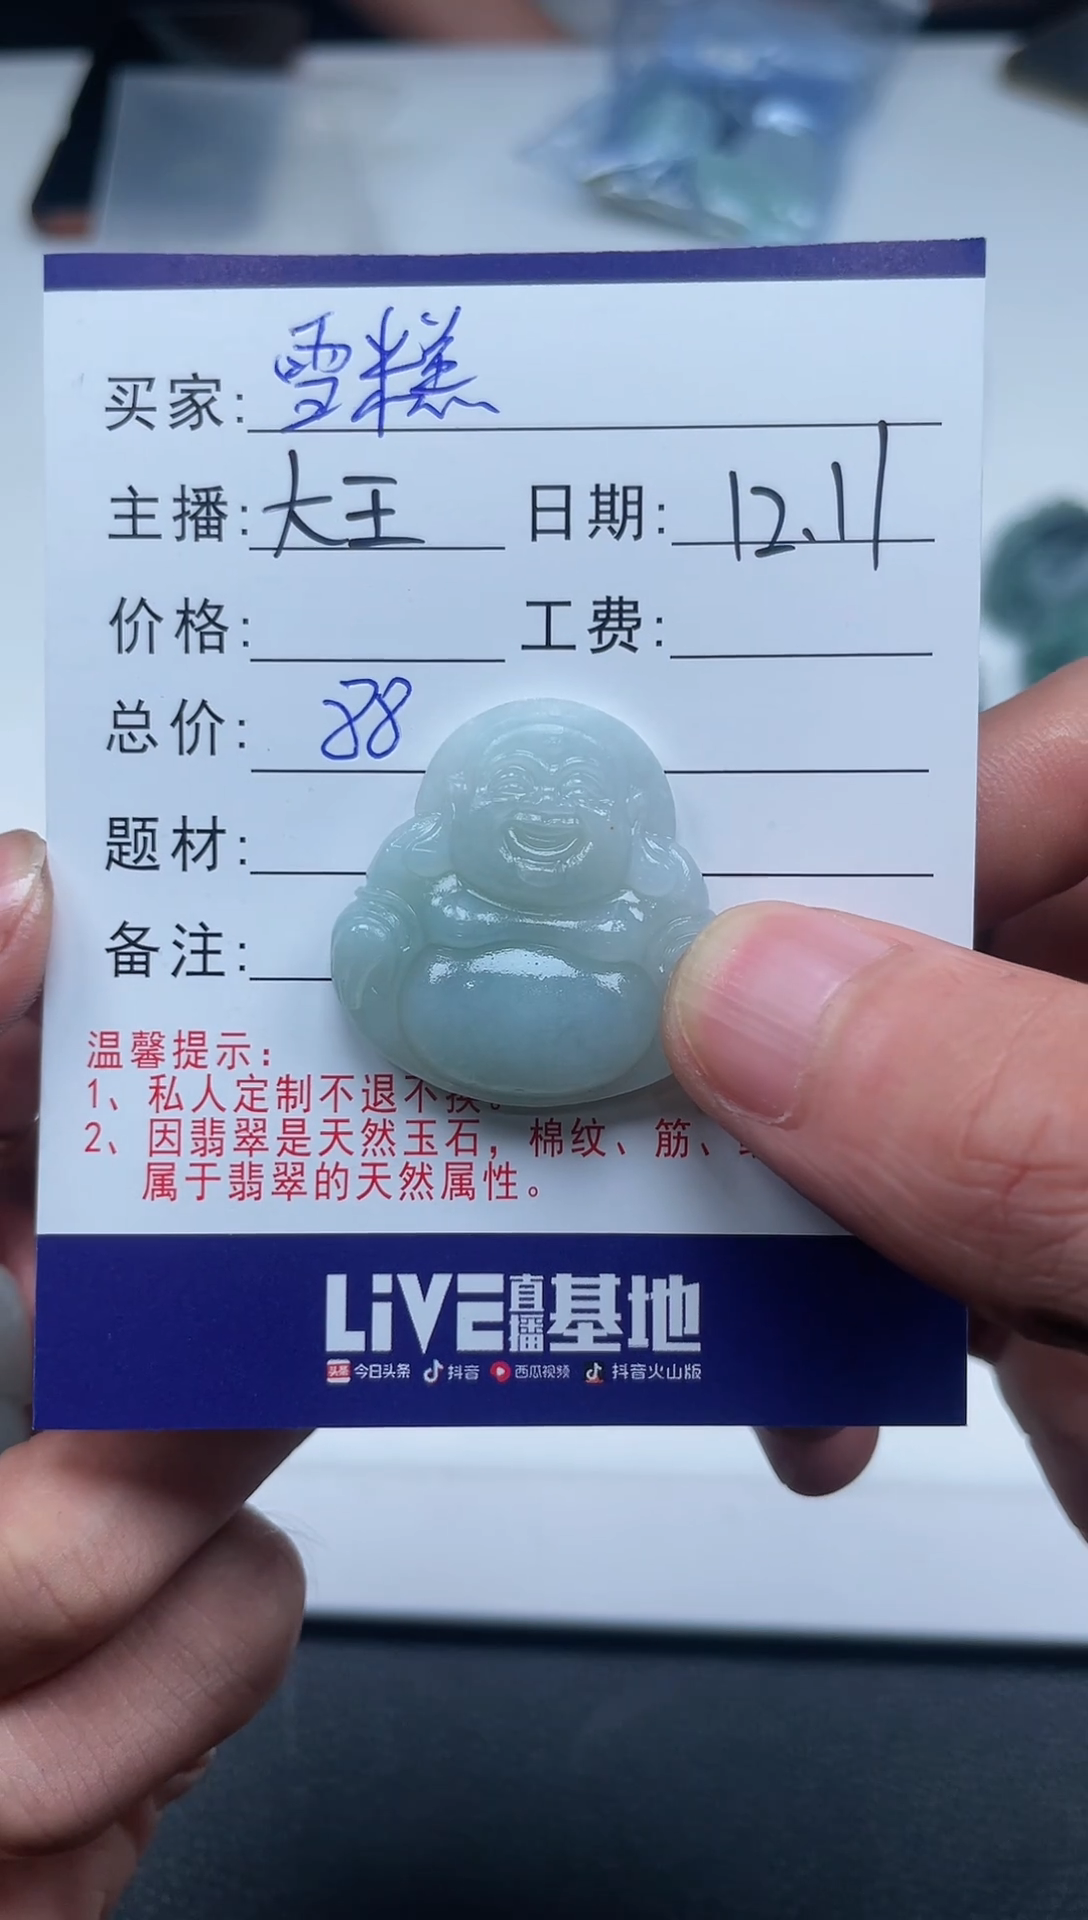 买家: 雪糕
主播: 大王 日期: 12.11
价格: 工费:
总价: 88
题材:
备注:
温馨提示:
1、私人定制不退不换。
2、因翡翠是天然玉石，棉纹、筋、
属于翡翠的天然属性。
LiVE直播基地
头条 今日头条 抖音 西瓜视频 抖音火山版